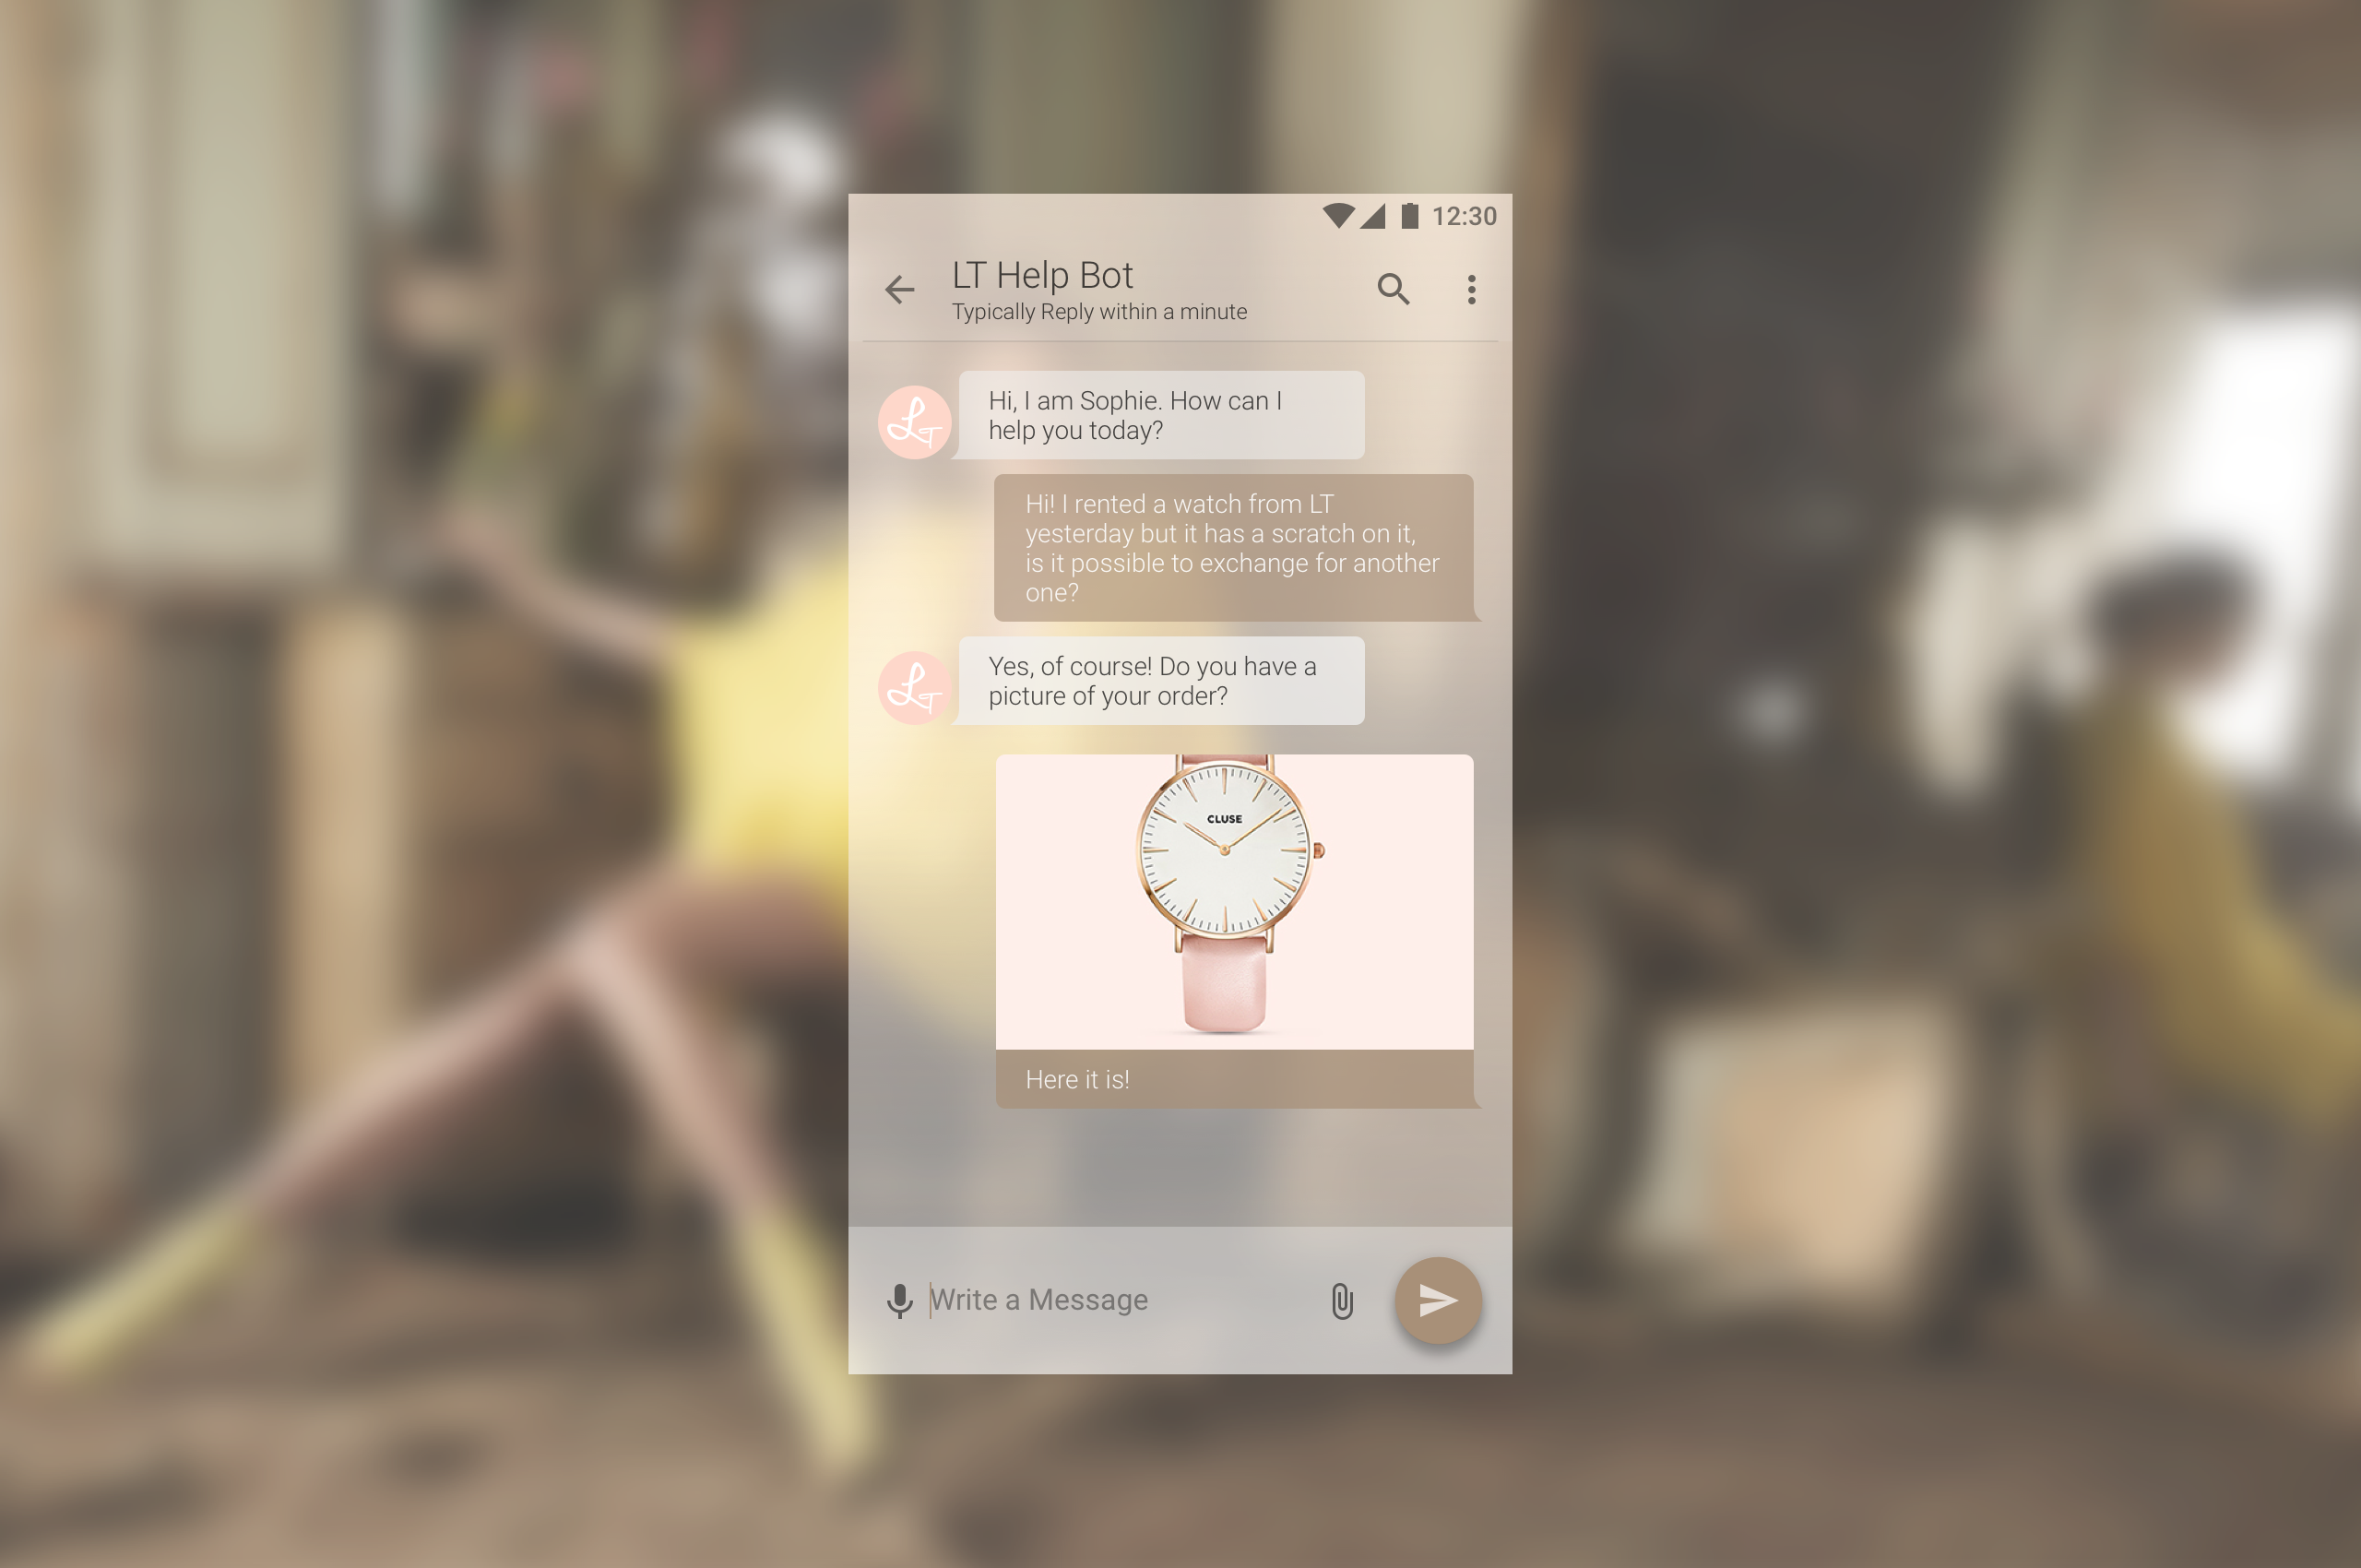 12:30
LT Help Bot
Typically Reply within a minute
LT
Hi, I am Sophie. How can I
help you today?
Hi! I rented a watch from LT
yesterday but it has a scratch on it,
is it possible to exchange for another
one?
LT
Yes, of course! Do you have a
picture of your order?
CLUSE
Here it is!
Write a Message